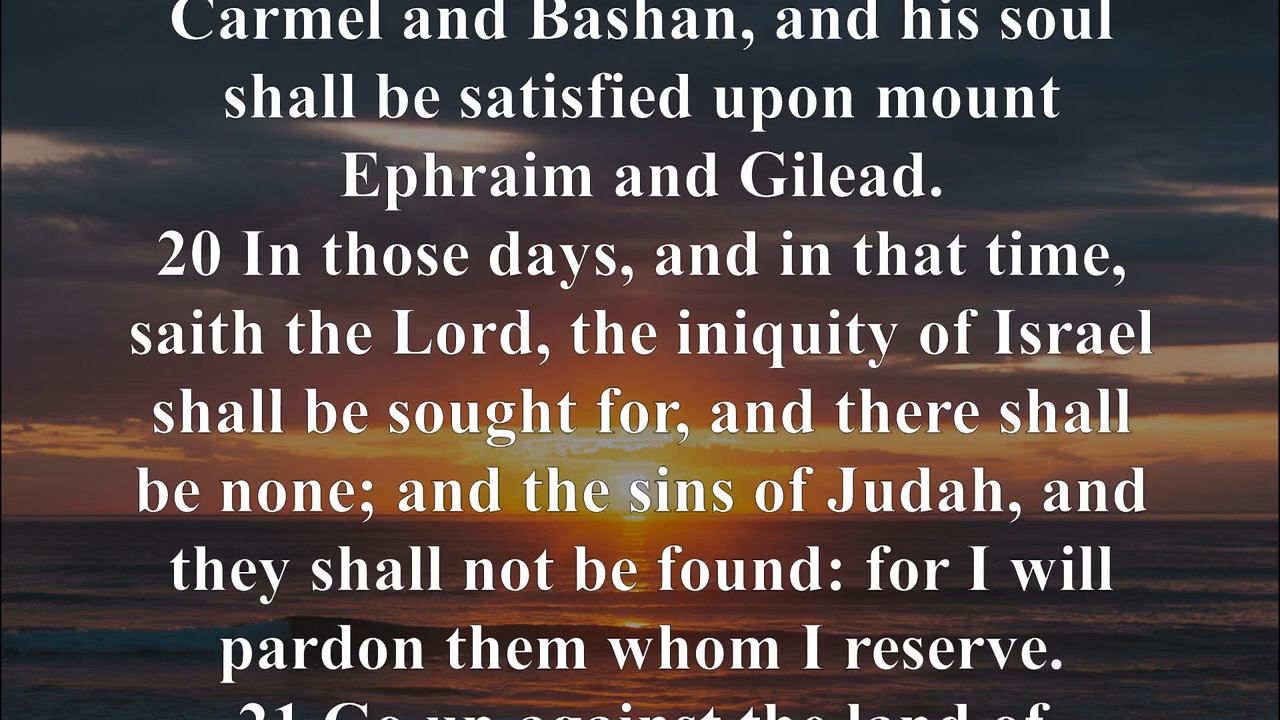 Carmel and Bashan, and his soul
shall be satisfied upon mount
Ephraim and Gilead.
20 In those days, and in that time,
saith the Lord, the iniquity of Israel
shall be sought for, and there shall
be none; and the sins of Judah, and
they shall not be found: for I will
pardon them whom I reserve.
21 Go up against the land of